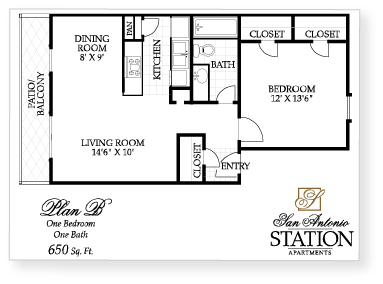 DINING
ROOM
8' X 9'
PAN
KITCHEN
BATH
CLOSET
CLOSET
BEDROOM
12' X 13'6"
PATIO/
BALCONY
LIVING ROOM
14'6" X 10'
CLOSET
ENTRY
Plan B
One Bedroom
One Bath
650 Sq. Ft.
San Antonio
STATION
APARTMENTS